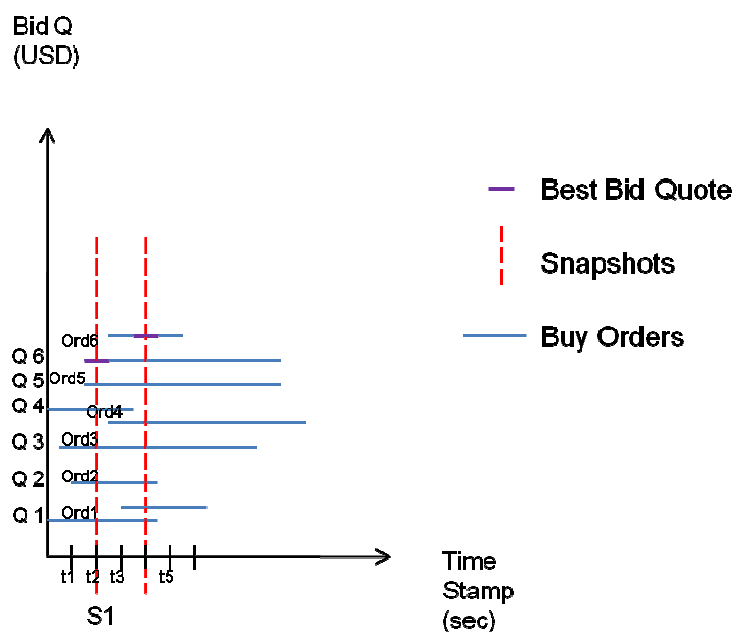 Bid Q
(USD)
Best Bid Quote
Snapshots
Buy Orders
Ord6
Q 6
Q 5 Ord5
Q 4 Ord4
Q 3 Ord3
Q 2 Ord2
Q 1 Ord1
t1 t2 t3 t5
S1
Time
Stamp
(sec)